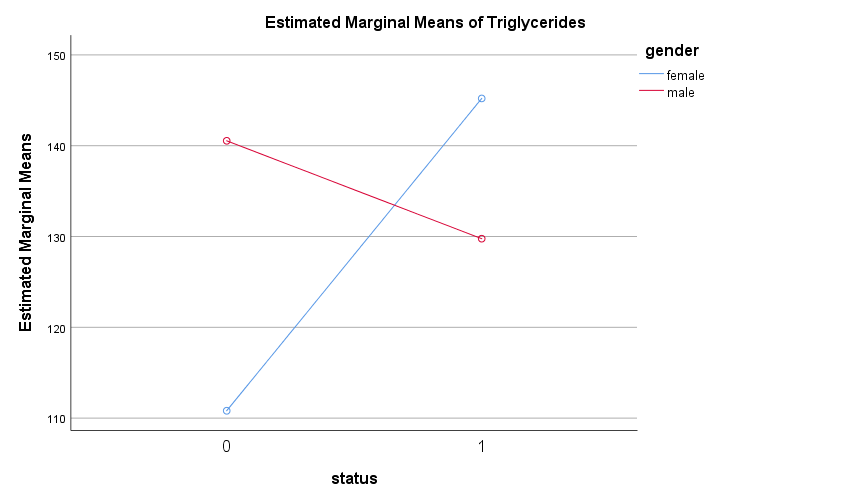 Estimated Marginal Means of Triglycerides
gender
female
male
Estimated Marginal Means
150
140
130
120
110
0 1
status